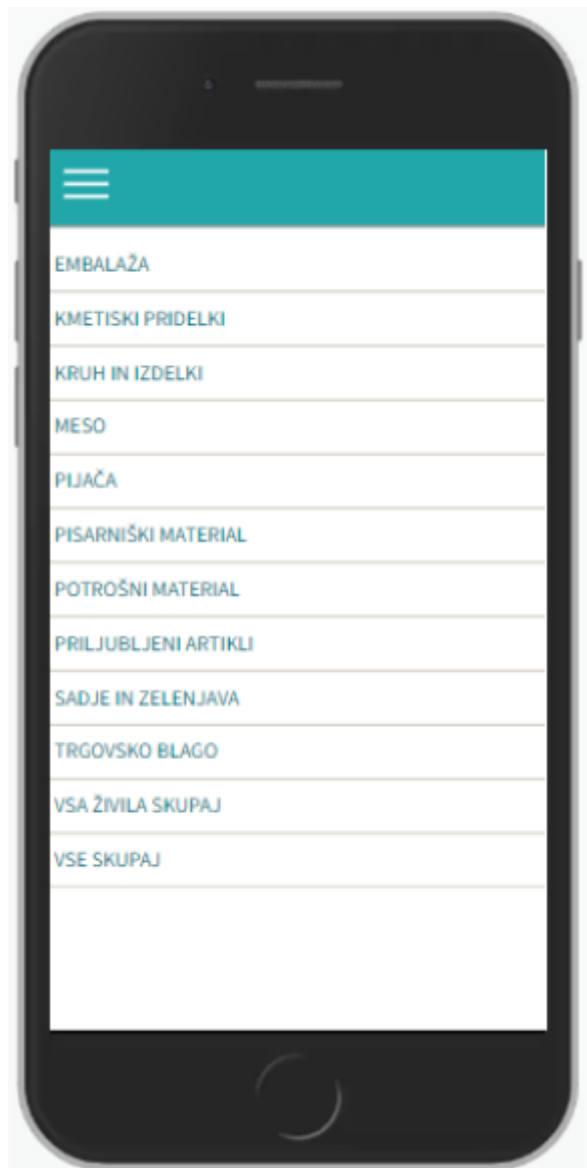 EMBALAŽA
KMETISKI PRIDELKI
KRUH IN IZDELKI
MESO
PIJAČA
PISARNIŠKI MATERIAL
POTROŠNI MATERIAL
PRILJUBLJENI ARTIKLI
SADJE IN ZELENJAVA
TRGOVSKO BLAGO
VSA ŽIVILA SKUPAJ
VSE SKUPAJ